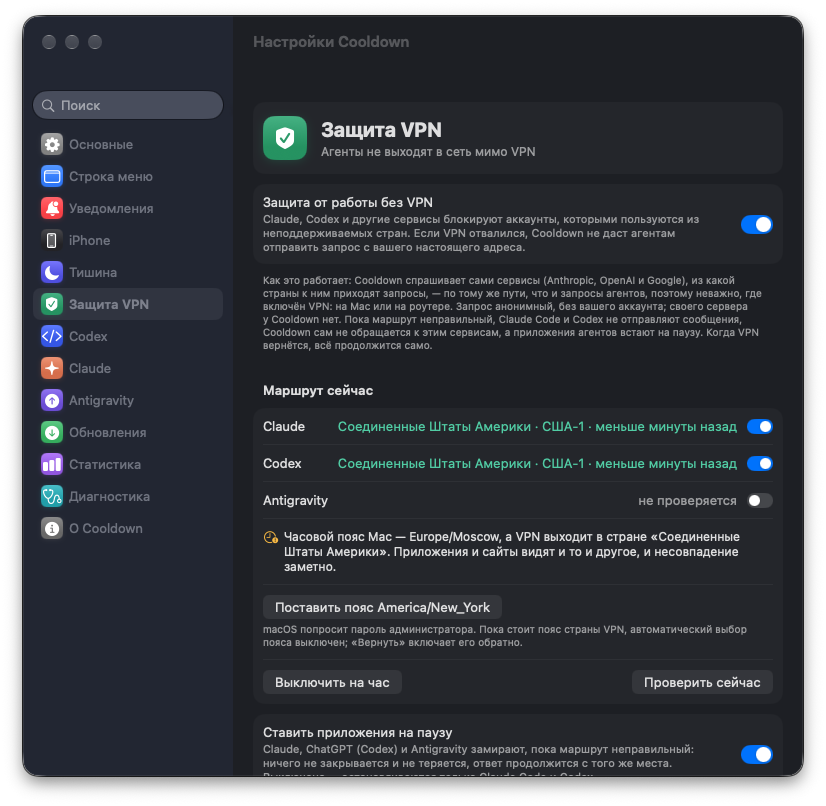 Настройки Cooldown
Поиск
Основные
Строка меню
Уведомления
iPhone
Тишина
Защита VPN
Codex
Claude
Antigravity
Обновления
Статистика
Диагностика
О Cooldown
Защита VPN
Агенты не выходят в сеть мимо VPN
Защита от работы без VPN
Claude, Codex и другие сервисы блокируют аккаунты, которыми пользуются из
неподдерживаемых стран. Если VPN отвалился, Cooldown не даст агентам
отправить запрос с вашего настоящего адреса.
Как это работает: Cooldown спрашивает сами сервисы (Anthropic, OpenAI и Google), из какой
страны к ним приходят запросы, — по тому же пути, что и запросы агентов, поэтому неважно, где
включён VPN: на Mac или на роутере. Запрос анонимный, без вашего аккаунта; своего сервера
у Cooldown нет. Пока маршрут неправильный, Claude Code и Codex не отправляют сообщения,
Cooldown сам не обращается к этим сервисам, а приложения агентов встают на паузу. Когда VPN
вернётся, всё продолжится само.
Маршрут сейчас
Claude Соединенные Штаты Америки · США-1 · меньше минуты назад
Codex Соединенные Штаты Америки · США-1 · меньше минуты назад
Antigravity не проверяется
Часовой пояс Mac — Europe/Moscow, а VPN выходит в стране «Соединенные
Штаты Америки». Приложения и сайты видят и то и другое, и несовпадение
заметно.
Поставить пояс America/New_York
macOS попросит пароль администратора. Пока стоит пояс страны VPN, автоматический выбор
пояса выключен; «Вернуть» включает его обратно.
Выключить на час Проверить сейчас
Ставить приложения на паузу
Claude, ChatGPT (Codex) и Antigravity замирают, пока маршрут неправильный:
ничего не закрывается и не теряется, ответ продолжится с того же места.